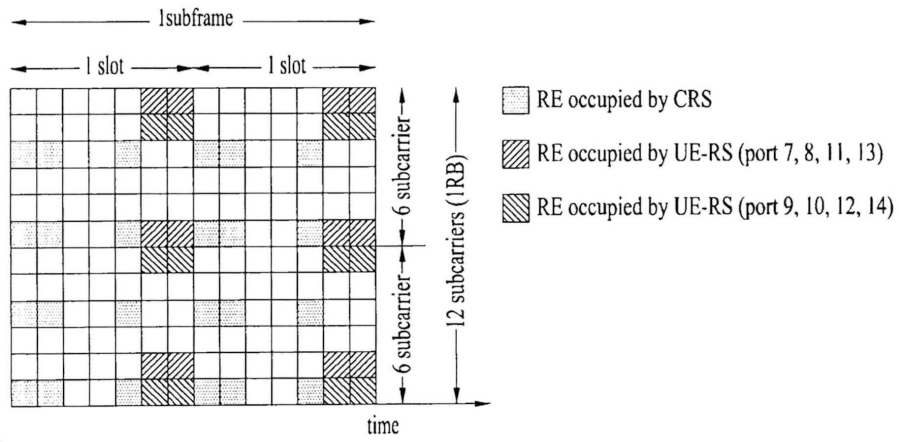 1subframe
1 slot
1 slot
6 subcarrier
6 subcarrier
12 subcarriers (1RB)
RE occupied by CRS
RE occupied by UE-RS (port 7, 8, 11, 13)
RE occupied by UE-RS (port 9, 10, 12, 14)
time